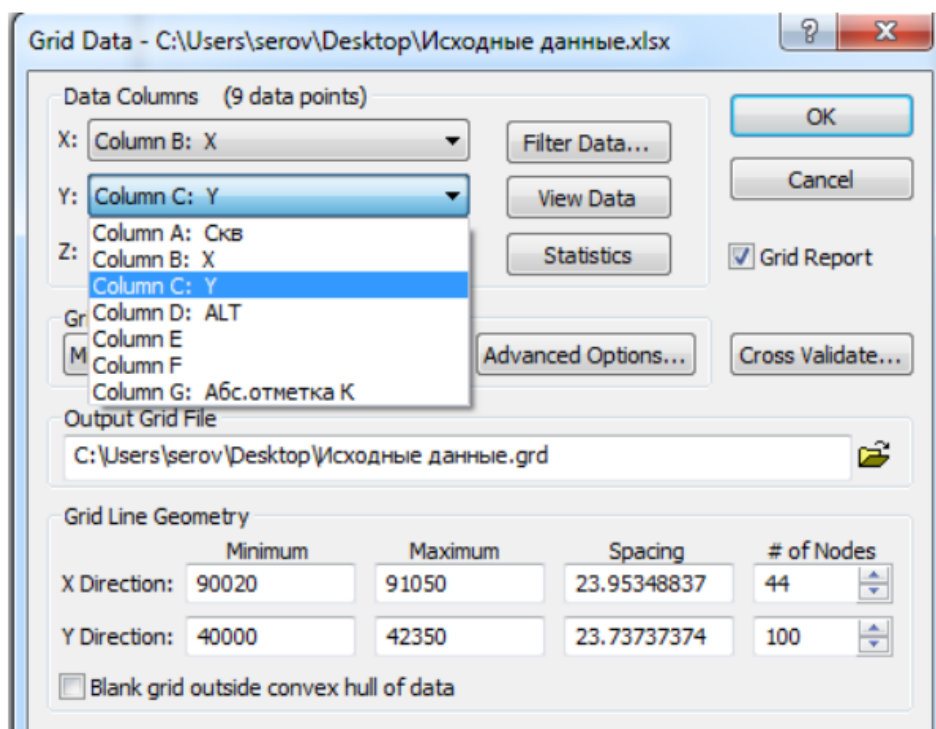 Grid Data - C:\Users\serov\Desktop\Исходные данные.xlsx
Data Columns (9 data points)
X: Column B: X
Filter Data...
OK
Y: Column C: Y
View Data
Cancel
Column A: Скв
Z: Column B: X
Statistics
Grid Report
Column C: Y
Column D: ALT
Gr
Column E
M
Column F
Advanced Options...
Cross Validate...
Column G: Абс.отметка К
Output Grid File
C:\Users\serov\Desktop\Исходные данные.grd
Grid Line Geometry
Minimum Maximum Spacing # of Nodes
X Direction: 90020 91050 23.95348837 44
Y Direction: 40000 42350 23.73737374 100
Blank grid outside convex hull of data